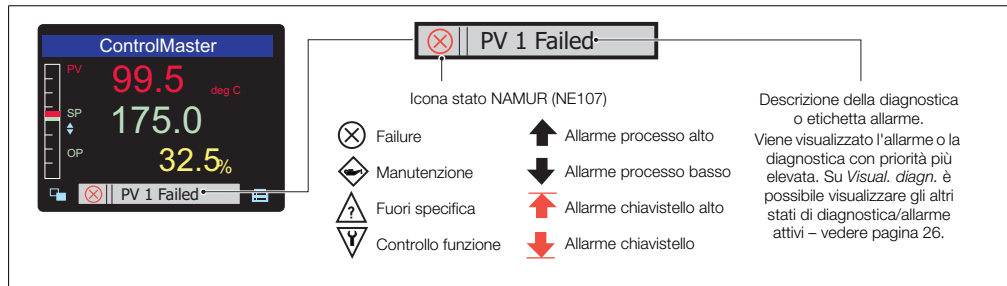 ControlMaster
PV
99.5
deg C
SP
175.0
OP
32.5%
PV 1 Failed
PV 1 Failed
Icona stato NAMUR (NE107)
Failure
Manutenzione
? Fuori specifica
Controllo funzione
Allarme processo alto
Allarme processo basso
Allarme chiavistello alto
Allarme chiavistello
Descrizione della diagnostica
o etichetta allarme.
Viene visualizzato l'allarme o la
diagnostica con priorità più
elevata. Su Visual. diagn. è
possibile visualizzare gli altri
stati di diagnostica/allarme
attivi – vedere pagina 26.